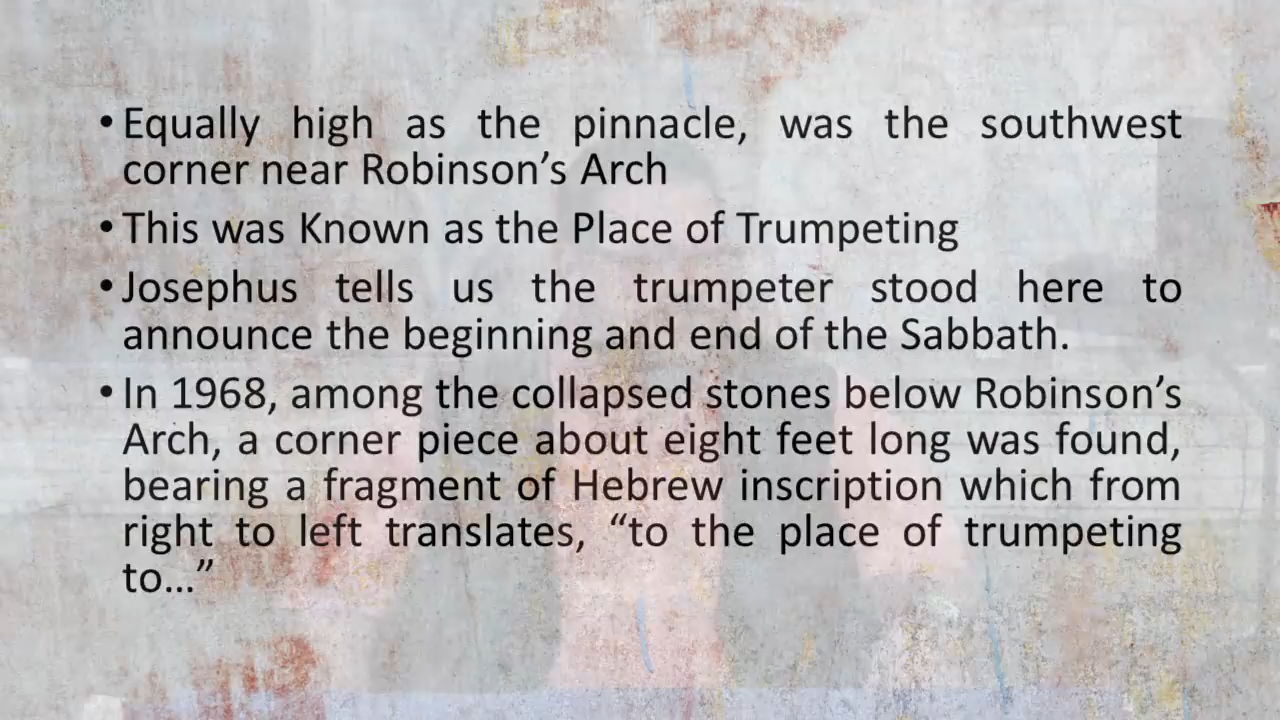 • Equally high as the pinnacle, was the southwest
corner near Robinson’s Arch
• This was Known as the Place of Trumpeting
• Josephus tells us the trumpeter stood here to
announce the beginning and end of the Sabbath.
• In 1968, among the collapsed stones below Robinson’s
Arch, a corner piece about eight feet long was found,
bearing a fragment of Hebrew inscription which from
right to left translates, “to the place of trumpeting
to…”